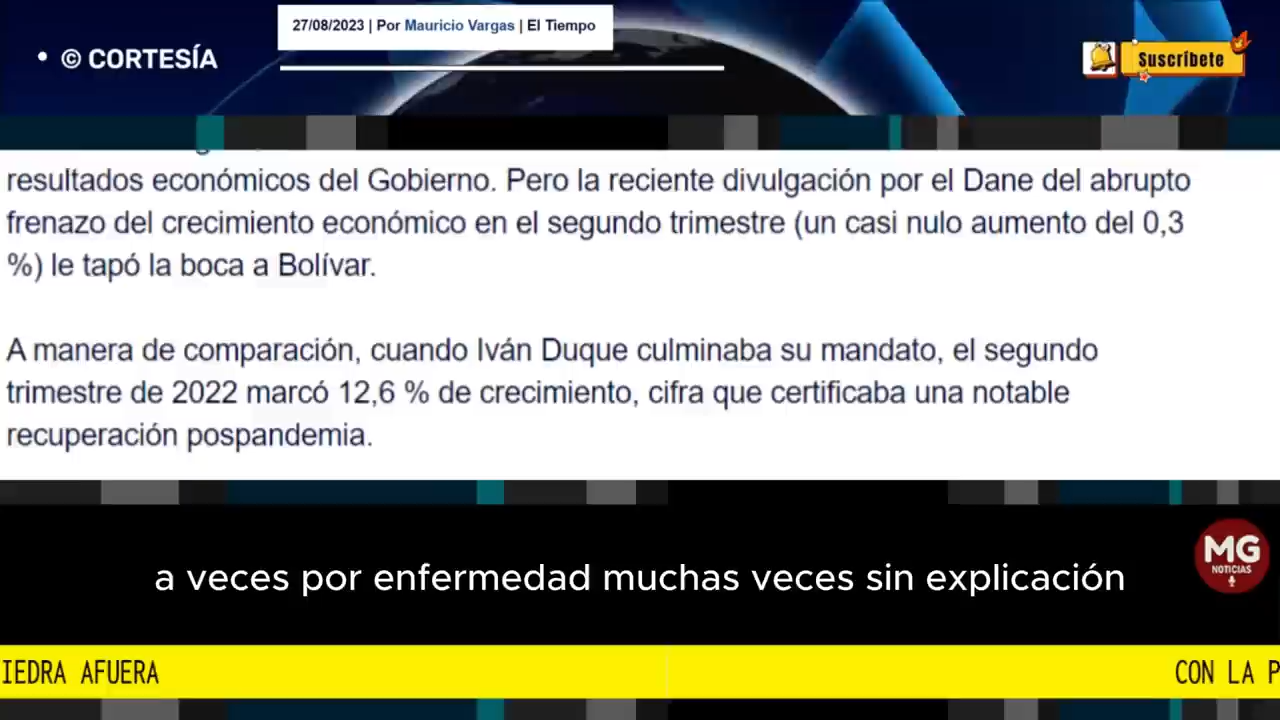 27/08/2023 | Por Mauricio Vargas | El Tiempo
• © CORTESÍA
Suscríbete
resultados económicos del Gobierno. Pero la reciente divulgación por el Dane del abrupto
frenazo del crecimiento económico en el segundo trimestre (un casi nulo aumento del 0,3
%) le tapó la boca a Bolívar.
A manera de comparación, cuando Iván Duque culminaba su mandato, el segundo
trimestre de 2022 marcó 12,6 % de crecimiento, cifra que certificaba una notable
recuperación pospandemia.
MG
NOTICIAS
a veces por enfermedad muchas veces sin explicación
IEDRA AFUERA
CON LA P